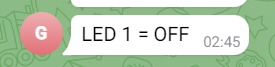 G
LED 1 = OFF
02:45